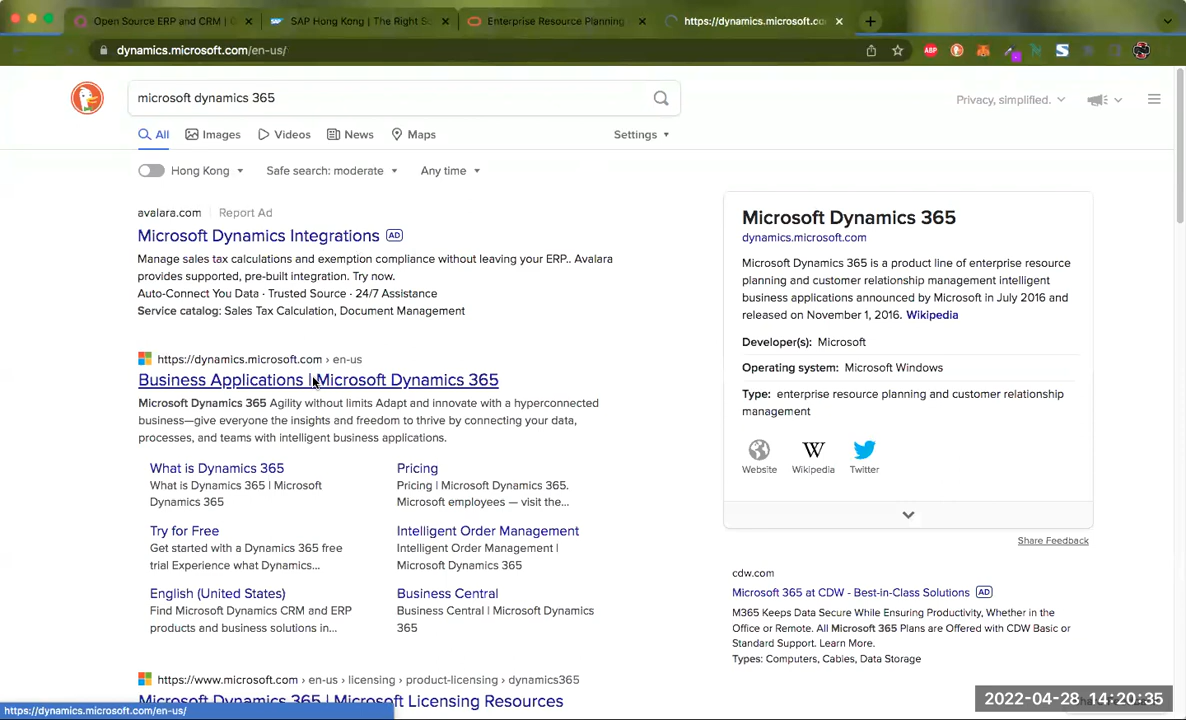 Open Source ERP and CRM |
SAP Hong Kong | The Right So
Enterprise Resource Planning
https://dynamics.microsoft.co
dynamics.microsoft.com/en-us/
ABP
microsoft dynamics 365
Privacy, simplified.
All
Images
Videos
News
Maps
Settings
Hong Kong
Safe search: moderate
Any time
avalara.com
Report Ad
Microsoft Dynamics Integrations AD
Manage sales tax calculations and exemption compliance without leaving your ERP.. Avalara
provides supported, pre-built integration. Try now.
Auto-Connect You Data · Trusted Source · 24/7 Assistance
Service catalog: Sales Tax Calculation, Document Management
https://dynamics.microsoft.com › en-us
Business Applications | Microsoft Dynamics 365
Microsoft Dynamics 365 Agility without limits Adapt and innovate with a hyperconnected
business—give everyone the insights and freedom to thrive by connecting your data,
processes, and teams with intelligent business applications.
What is Dynamics 365
What is Dynamics 365 | Microsoft
Dynamics 365
Pricing
Pricing | Microsoft Dynamics 365.
Microsoft employees — visit the...
Try for Free
Get started with a Dynamics 365 free
trial Experience what Dynamics...
Intelligent Order Management
Intelligent Order Management |
Microsoft Dynamics 365
English (United States)
Find Microsoft Dynamics CRM and ERP
products and business solutions in...
Business Central
Business Central | Microsoft Dynamics
365
https://www.microsoft.com › en-us › licensing › product-licensing › dynamics365
Microsoft Dynamics 365 | Microsoft Licensing Resources
Microsoft Dynamics 365
dynamics.microsoft.com
Microsoft Dynamics 365 is a product line of enterprise resource
planning and customer relationship management intelligent
business applications announced by Microsoft in July 2016 and
released on November 1, 2016. Wikipedia
Developer(s): Microsoft
Operating system: Microsoft Windows
Type: enterprise resource planning and customer relationship
management
W
Website
Wikipedia
Twitter
Share Feedback
cdw.com
Microsoft 365 at CDW - Best-in-Class Solutions AD
M365 Keeps Data Secure While Ensuring Productivity, Whether in the
Office or Remote. All Microsoft 365 Plans are Offered with CDW Basic or
Standard Support. Learn More.
Types: Computers, Cables, Data Storage
https://dynamics.microsoft.com/en-us/
2022-04-28 14:20:35